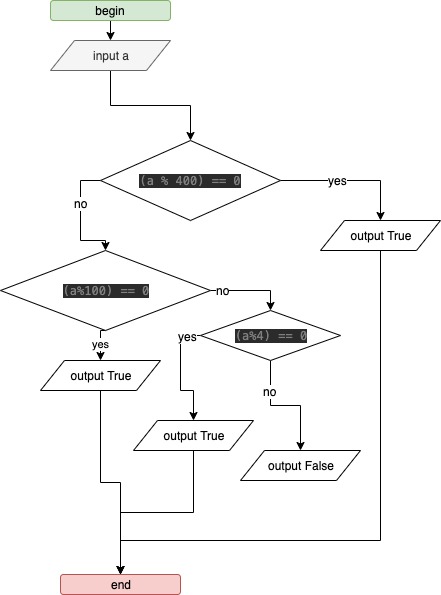 begin
input a
(a % 400) == 0
yes
no
output True
(a%100) == 0
no
yes
(a%4) == 0
yes
output True
no
output True
output False
end